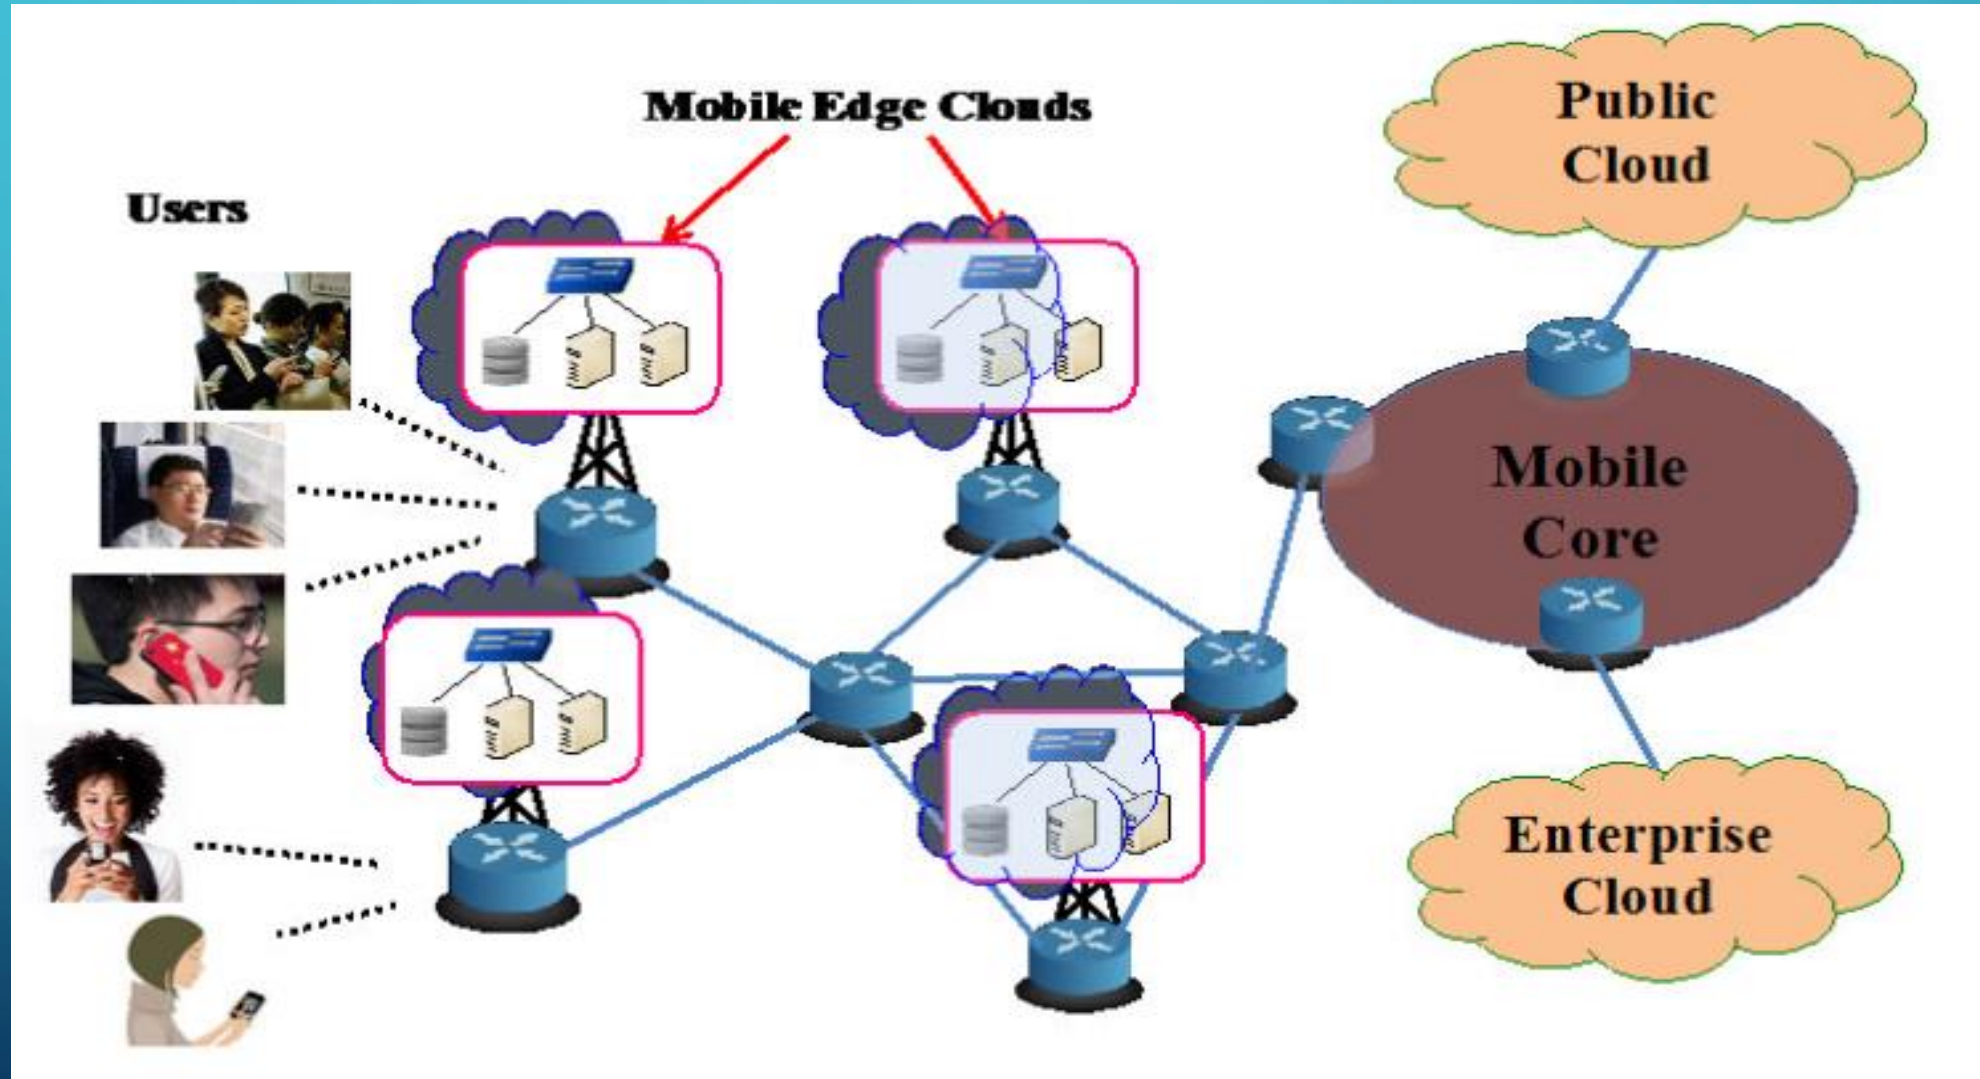 Mobile Edge Clouds
Users
Public
Cloud
Mobile
Core
Enterprise
Cloud